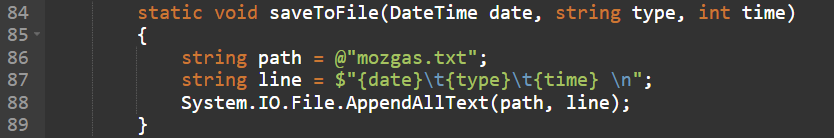 84 static void saveToFile(DateTime date, string type, int time)
85 {
86 string path = @"mozgas.txt";
87 string line = $"{date}\t{type}\t{time} \n";
88 System.IO.File.AppendAllText(path, line);
89 }